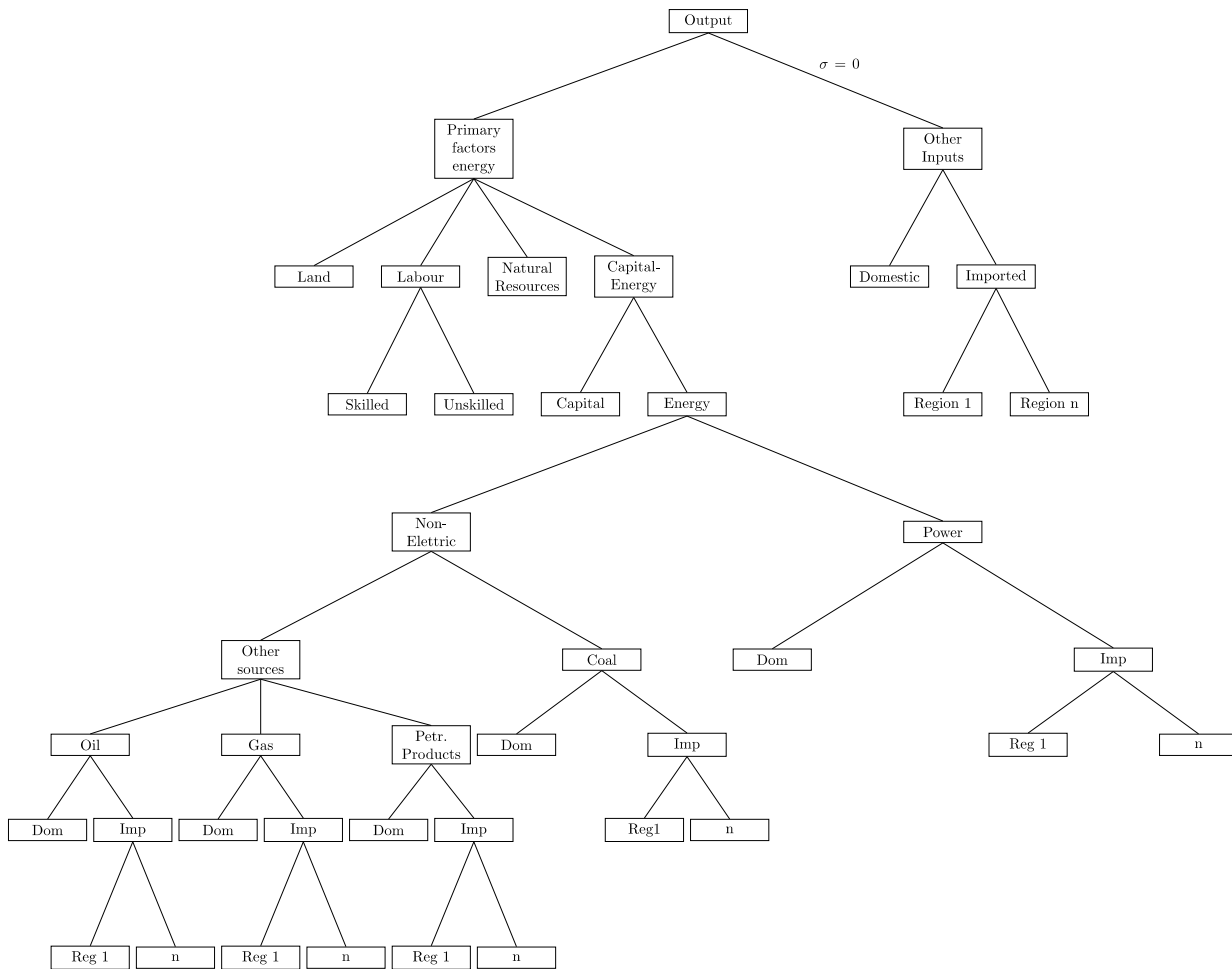 Output
σ = 0
Primary
factors
energy
Other
Inputs
Land
Labour
Natural
Resources
Capital-
Energy
Domestic
Imported
Skilled
Unskilled
Capital
Energy
Region 1
Region n
Non-
Elettric
Power
Other
sources
Coal
Dom
Imp
Oil
Gas
Petr.
Products
Dom
Imp
Reg 1
n
Dom
Imp
Dom
Imp
Dom
Imp
Reg1
n
Reg 1
n
Reg 1
n
Reg 1
n